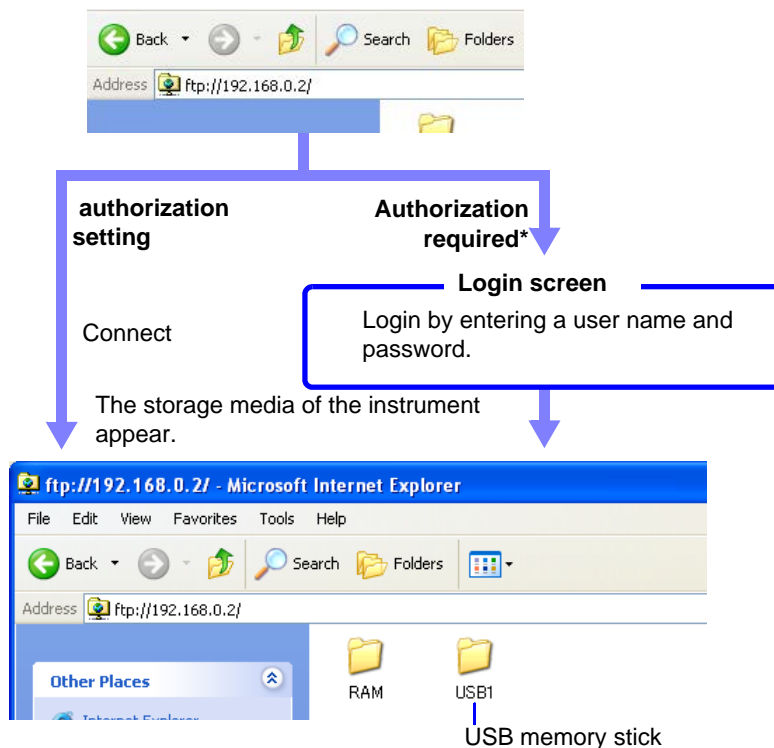 Back Search Folders
Address ftp://192.168.0.2/
authorization
setting
Authorization
required*
Login screen
Login by entering a user name and
password.
Connect
The storage media of the instrument
appear.
ftp://192.168.0.2/ - Microsoft Internet Explorer
File Edit View Favorites Tools Help
Back Search Folders
Address ftp://192.168.0.2/
Other Places
RAM
USB1
Internet Explorer
USB memory stick